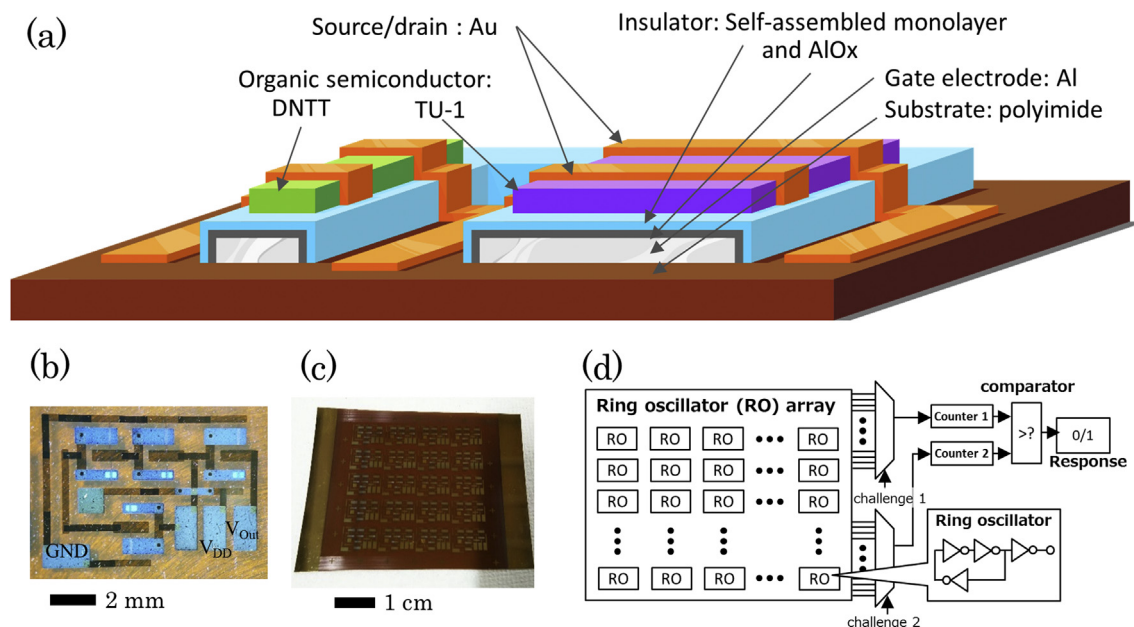 (a)
Source/drain : Au
Insulator: Self-assembled monolayer
and AlOx
Organic semiconductor:
DNTT
TU-1
Gate electrode: Al
Substrate: polyimide
(b)
GND
VDD
VOut
2 mm
(c)
1 cm
(d)
Ring oscillator (RO) array
RO RO RO ••• RO
RO RO RO ••• RO
RO RO RO ••• RO
RO RO RO ••• RO
challenge 1
challenge 2
Counter 1
Counter 2
comparator
>?
0/1
Response
Ring oscillator